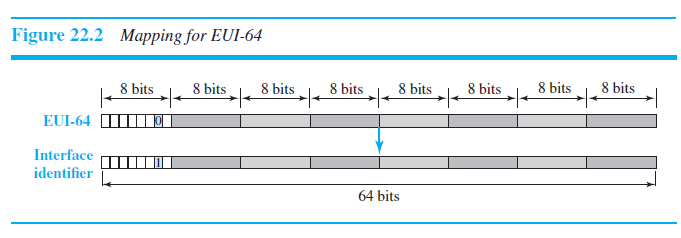 Figure 22.2 Mapping for EUI-64
8 bits 8 bits 8 bits 8 bits 8 bits 8 bits 8 bits 8 bits
EUI-64 0
Interface
identifier 1
64 bits